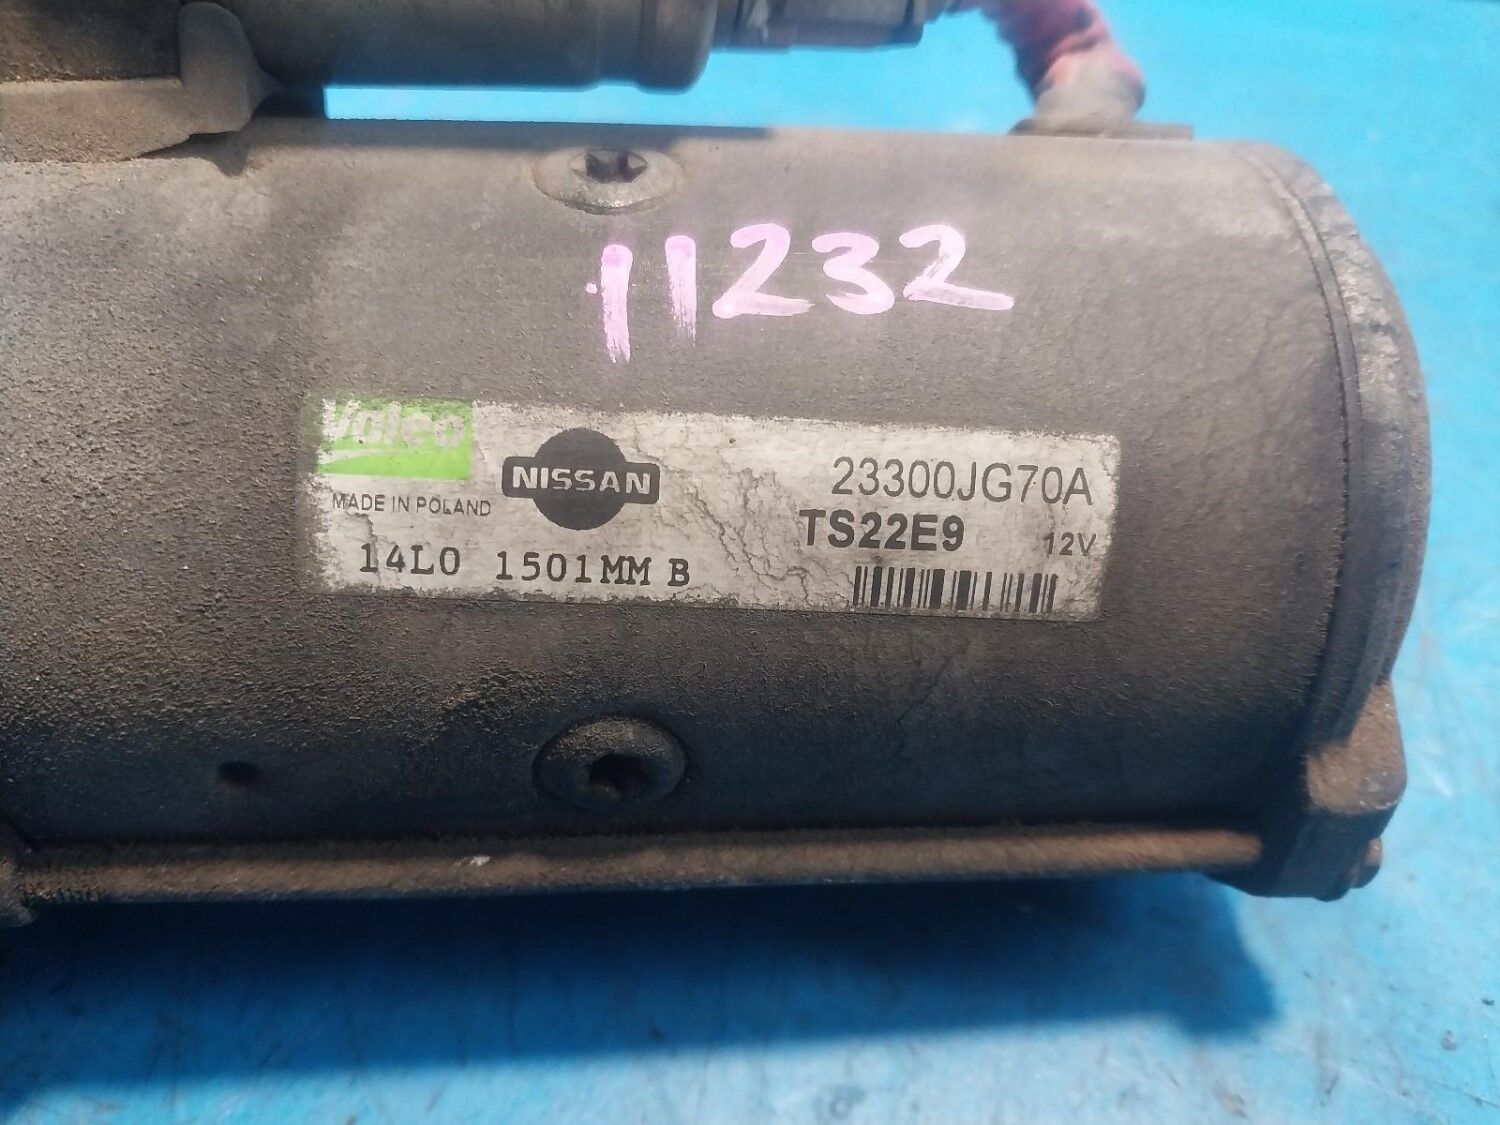 11232
Valeo
NISSAN
23300JG70A
MADE IN POLAND
TS22E9
12V
14L0 1501MM B